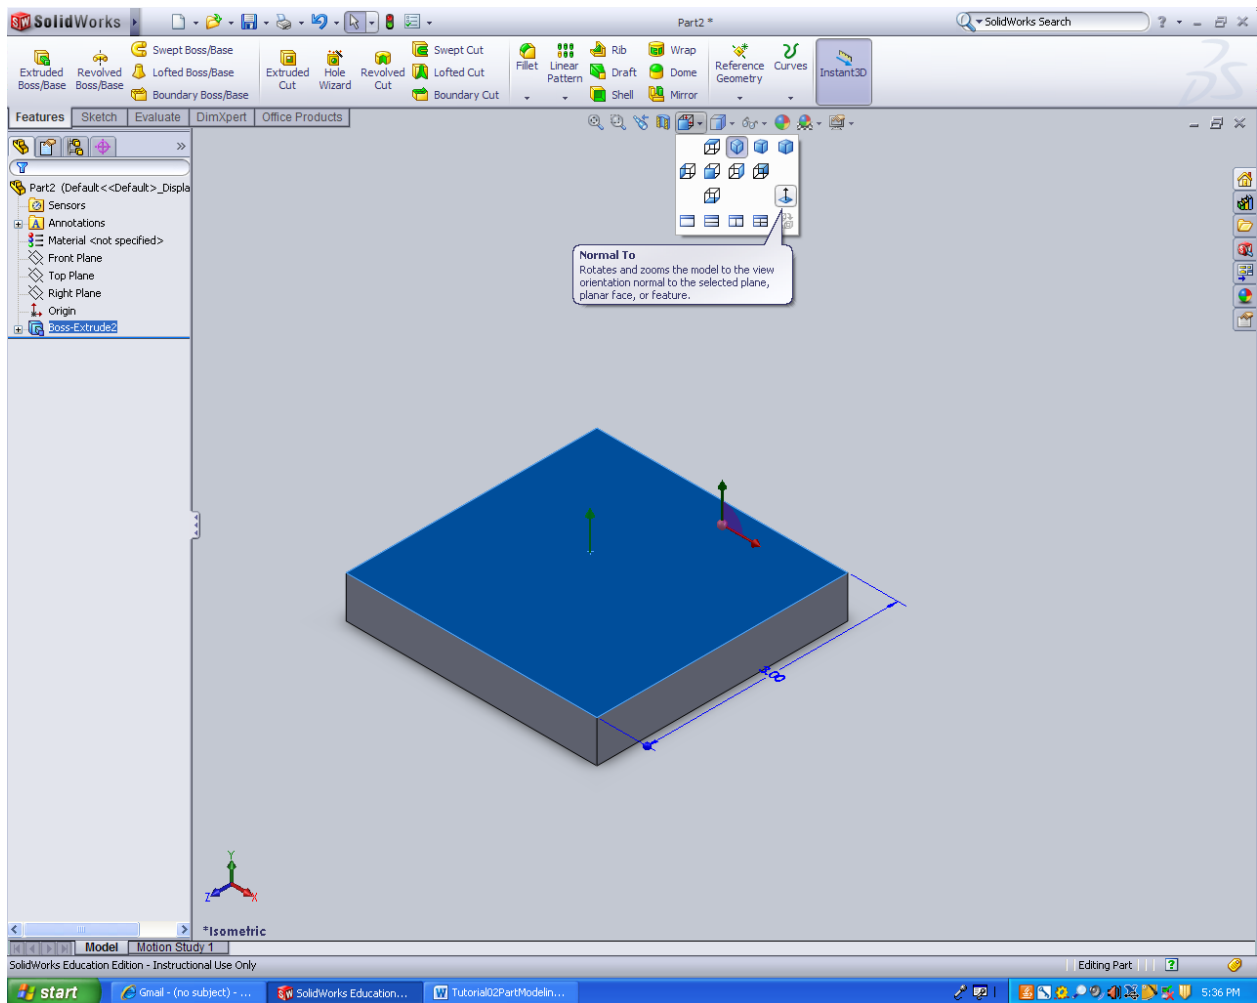 SolidWorks
Part2 *
SolidWorks Search
Extruded Boss/Base
Revolved Boss/Base
Swept Boss/Base
Lofted Boss/Base
Boundary Boss/Base
Extruded Cut
Hole Wizard
Revolved Cut
Swept Cut
Lofted Cut
Boundary Cut
Fillet
Linear Pattern
Rib
Draft
Shell
Wrap
Dome
Mirror
Reference Geometry
Curves
Instant3D
Features
Sketch
Evaluate
DimXpert
Office Products
Part2 (Default<<Default>_Displa
Sensors
Annotations
Material <not specified>
Front Plane
Top Plane
Right Plane
Origin
Boss-Extrude2
Normal To
Rotates and zooms the model to the view
orientation normal to the selected plane,
planar face, or feature.
3.00
Y
Z
X
*Isometric
Model
Motion Study 1
SolidWorks Education Edition - Instructional Use Only
Editing Part
start
Gmail - (no subject) - ...
SolidWorks Education...
Tutorial02PartModelin...
5:36 PM